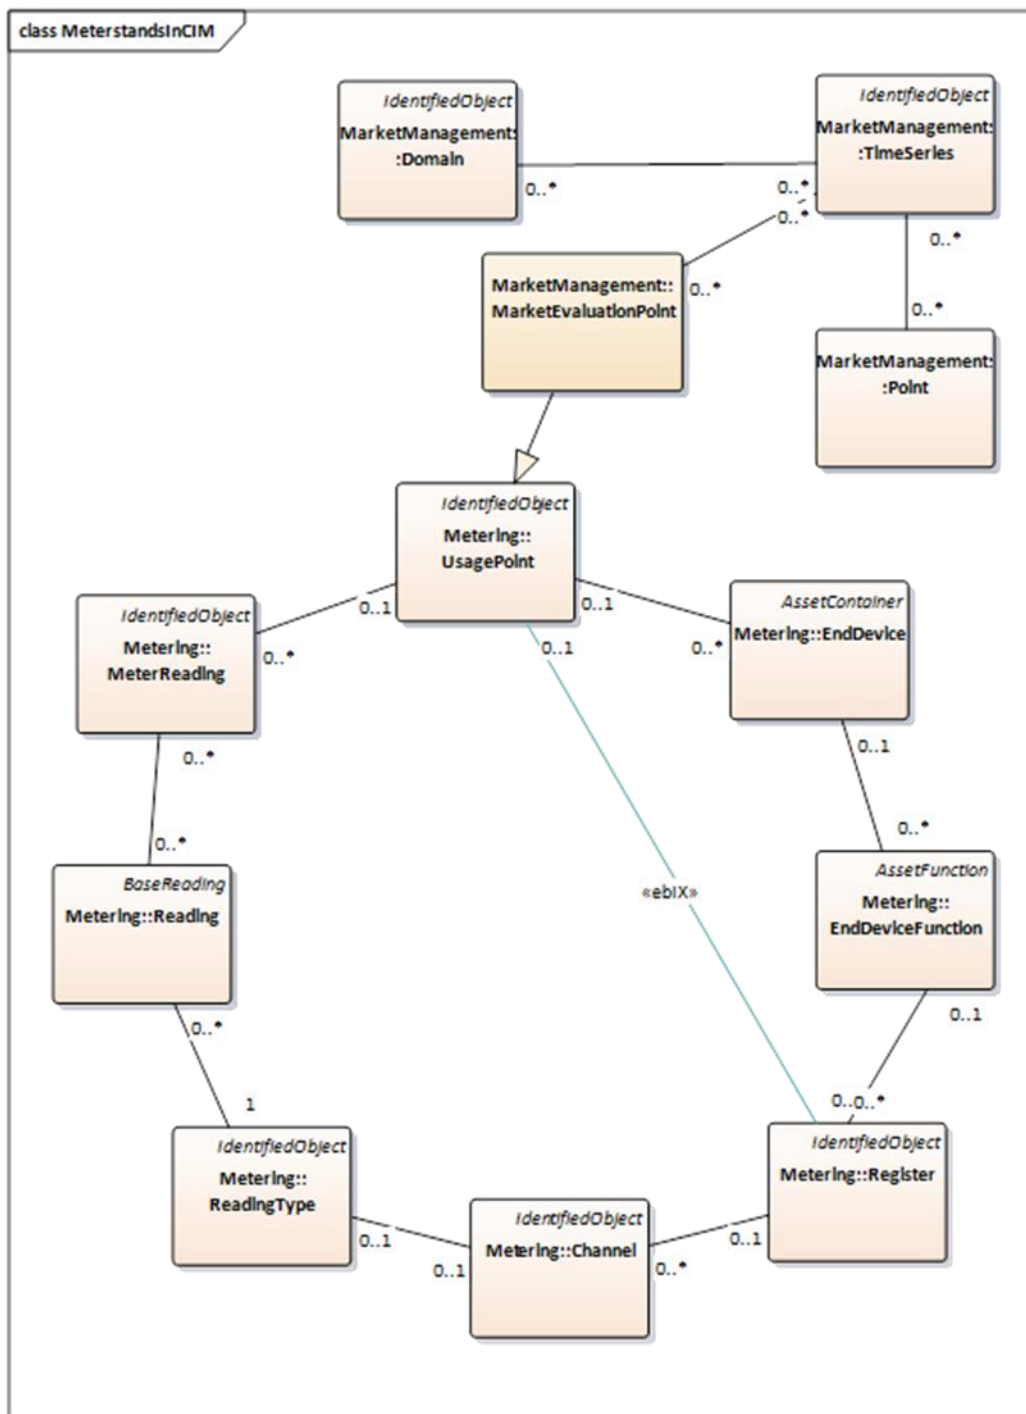 class MeterstandsInCIM
IdentifiedObject
MarketManagement:
:Domain
IdentifiedObject
MarketManagement:
:TimeSeries
0..*
0..*
0..*
0..*
MarketManagement::
MarketEvaluationPoint
0..*
0..*
MarketManagement:
:Point
IdentifiedObject
Metering::
UsagePoint
0..1
0..1
0..1
IdentifiedObject
Metering::
MeterReading
0..*
AssetContainer
Metering::EndDevice
0..*
0..*
0..1
0..*
0..*
BaseReading
Metering::Reading
«ebIX»
AssetFunction
Metering::
EndDeviceFunction
0..*
0..1
1
0..0..*
IdentifiedObject
Metering::
ReadingType
IdentifiedObject
Metering::Register
0..1
0..1
IdentifiedObject
Metering::Channel
0..*
0..1